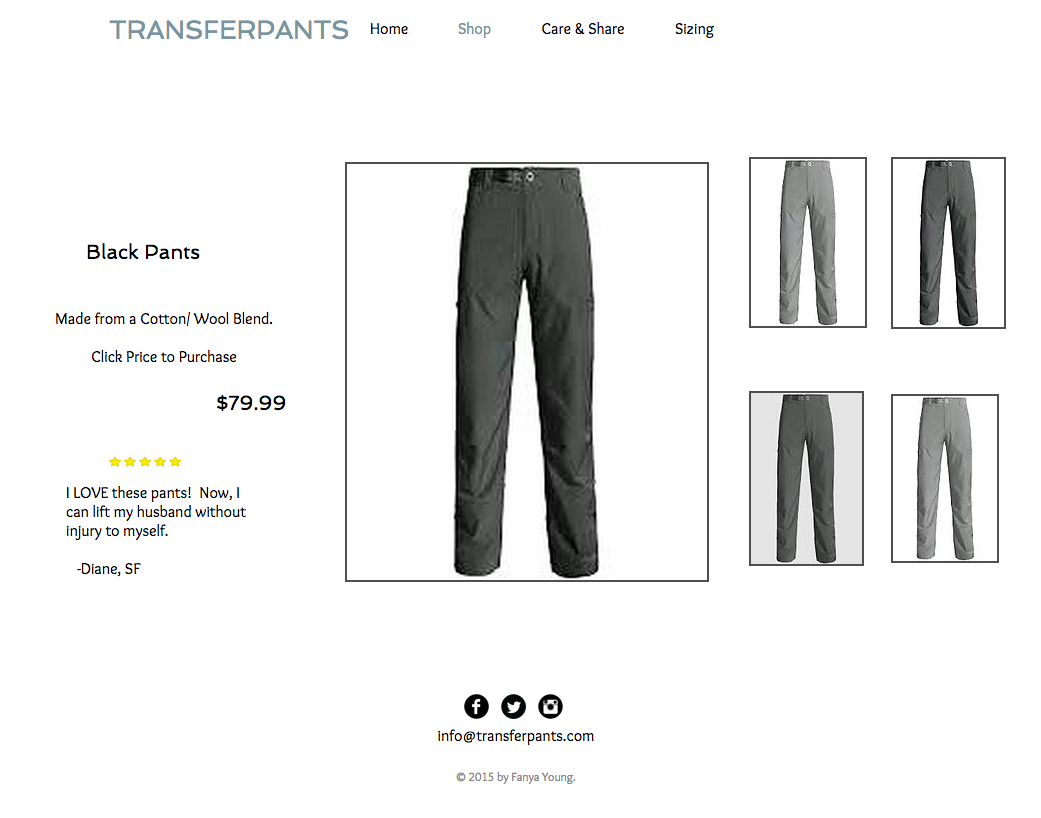 TRANSFERPANTS
Home
Shop
Care & Share
Sizing
Black Pants
Made from a Cotton/ Wool Blend.
Click Price to Purchase
$79.99
I LOVE these pants!  Now, I
can lift my husband without
injury to myself.
-Diane, SF
info@transferpants.com
© 2015 by Fanya Young.